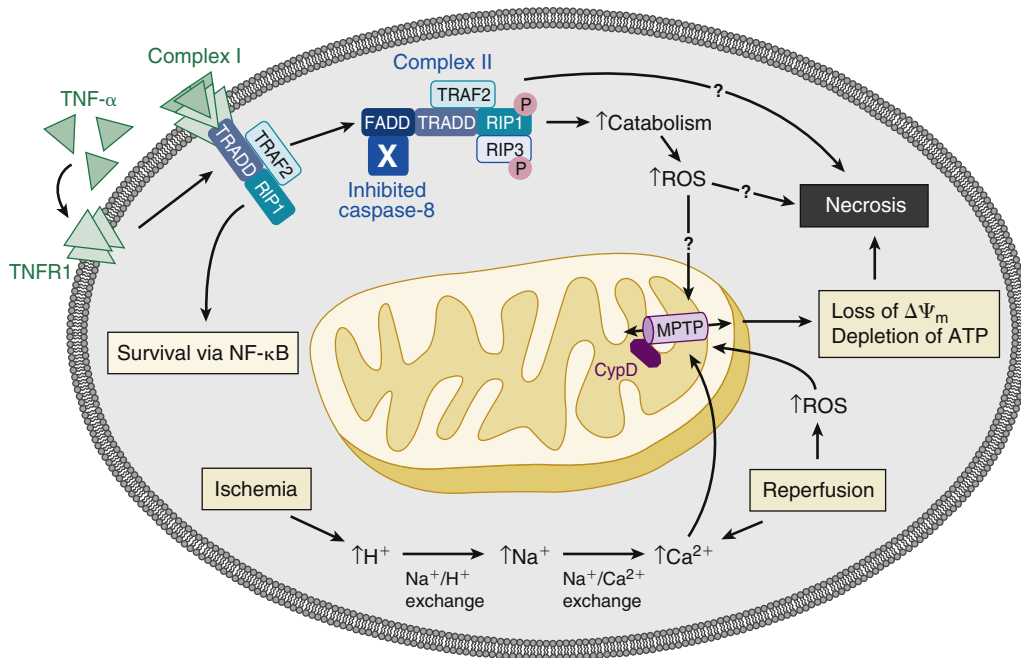 Complex I
TNF-α
TRADD
TRAF2
RIP1
TNFR1
Survival via NF-κB
Complex II
TRAF2
P
FADD
TRADD
RIP1
RIP3
P
X
Inhibited
caspase-8
↑Catabolism
↑ROS
?
?
?
Necrosis
Loss of ΔΨm
Depletion of ATP
MPTP
CypD
↑ROS
Reperfusion
Ischemia
↑H⁺
Na⁺/H⁺
exchange
↑Na⁺
Na⁺/Ca²⁺
exchange
↑Ca²⁺